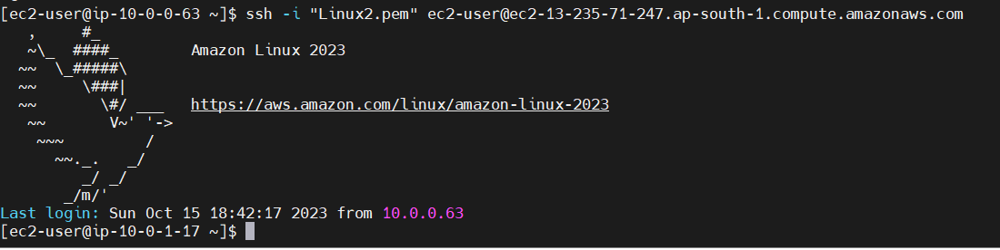 [ec2-user@ip-10-0-0-63 ~]$ ssh -i "Linux2.pem" ec2-user@ec2-13-235-71-247.ap-south-1.compute.amazonaws.com
   ,     #_
   ~\_  ####_        Amazon Linux 2023
  ~~  \_#####\
  ~~     \###|
  ~~       \#/ ___   https://aws.amazon.com/linux/amazon-linux-2023
   ~~       V~' '->
    ~~~         /
      ~~._.   _/
         _/ _/
       _/m/'
Last login: Sun Oct 15 18:42:17 2023 from 10.0.0.63
[ec2-user@ip-10-0-1-17 ~]$